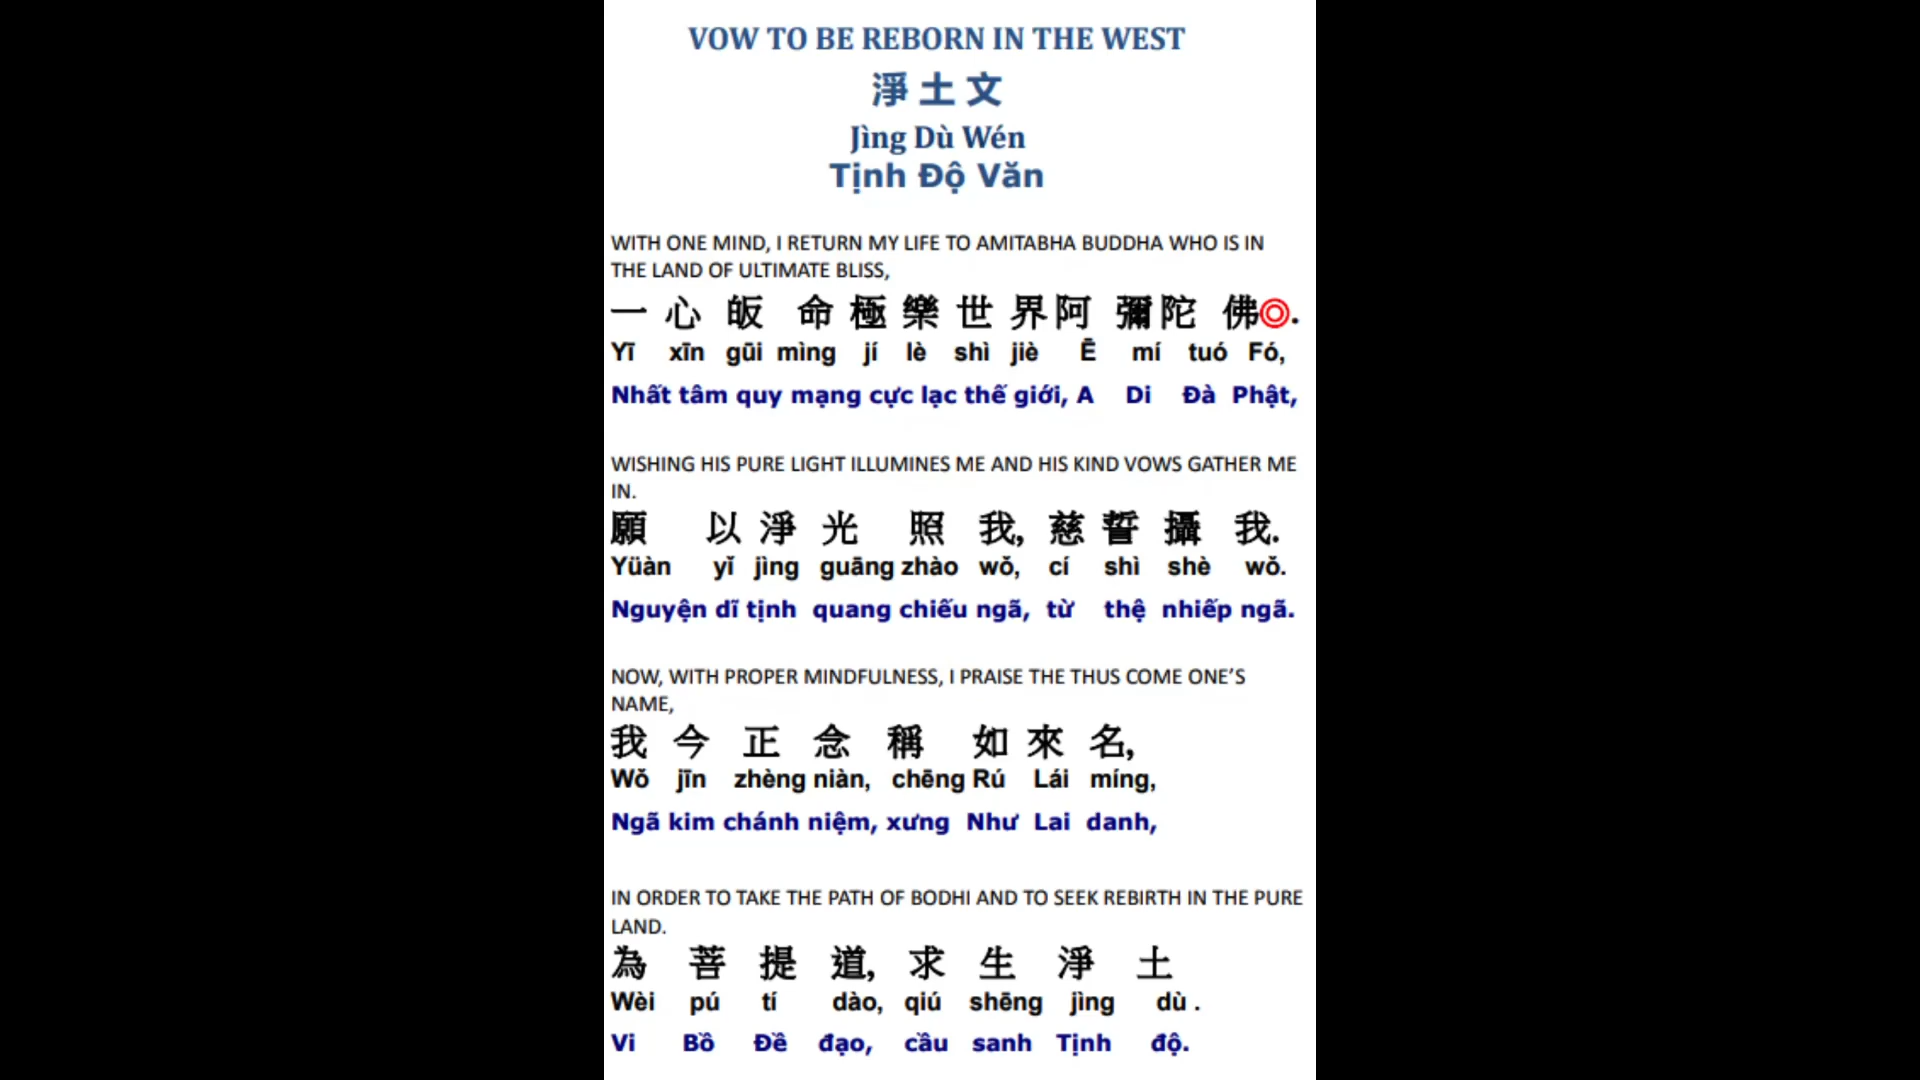 VOW TO BE REBORN IN THE WEST
淨土文
Jìng Dù Wén
Tịnh Độ Văn
WITH ONE MIND, I RETURN MY LIFE TO AMITABHA BUDDHA WHO IS IN
THE LAND OF ULTIMATE BLISS,
一 心 皈 命 極 樂 世 界 阿 彌 陀 佛◎.
Yī xīn gūi mìng jí lè shì jiè Ē mí tuó Fó,
Nhất tâm quy mạng cực lạc thế giới, A Di Đà Phật,
WISHING HIS PURE LIGHT ILLUMINES ME AND HIS KIND VOWS GATHER ME
IN.
願 以 淨 光 照 我, 慈 誓 攝 我.
Yüàn yǐ jìng guāng zhào wǒ, cí shì shè wǒ.
Nguyện dĩ tịnh quang chiếu ngã, từ thệ nhiếp ngã.
NOW, WITH PROPER MINDFULNESS, I PRAISE THE THUS COME ONE’S
NAME,
我 今 正 念 稱 如 來 名,
Wǒ jīn zhèng niàn, chēng Rú Lái míng,
Ngã kim chánh niệm, xưng Như Lai danh,
IN ORDER TO TAKE THE PATH OF BODHI AND TO SEEK REBIRTH IN THE PURE
LAND.
為 菩 提 道, 求 生 淨 土
Wèi pú tí dào, qiú shēng jìng dù .
Vi Bồ Đề đạo, cầu sanh Tịnh độ.